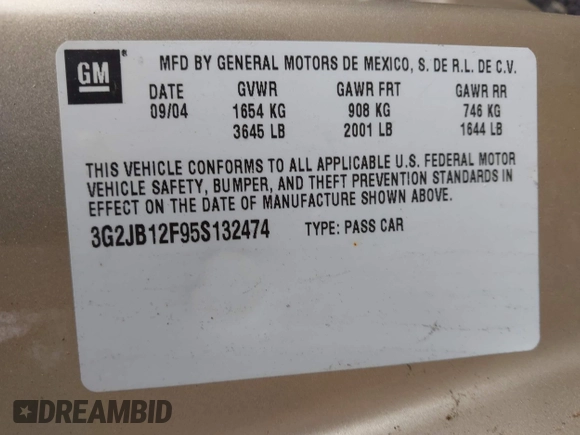 GM
MFD BY GENERAL MOTORS DE MEXICO, S. DE R.L. DE C.V.
DATE GVWR GAWR FRT GAWR RR
09/04 1654 KG 908 KG 746 KG
3645 LB 2001 LB 1644 LB
THIS VEHICLE CONFORMS TO ALL APPLICABLE U.S. FEDERAL MOTOR
VEHICLE SAFETY, BUMPER, AND THEFT PREVENTION STANDARDS IN
EFFECT ON THE DATE OF MANUFACTURE SHOWN ABOVE.
3G2JB12F95S132474 TYPE: PASS CAR
DREAMBID